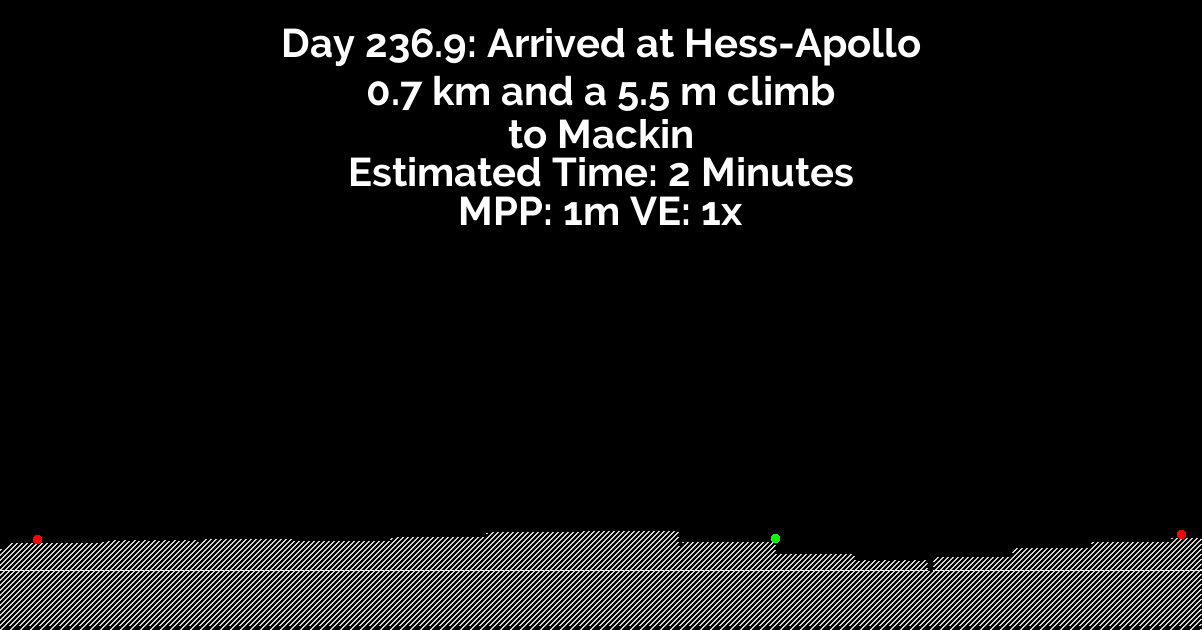 Day 236.9: Arrived at Hess-Apollo
0.7 km and a 5.5 m climb
to Mackin
Estimated Time: 2 Minutes
MPP: 1m VE: 1x